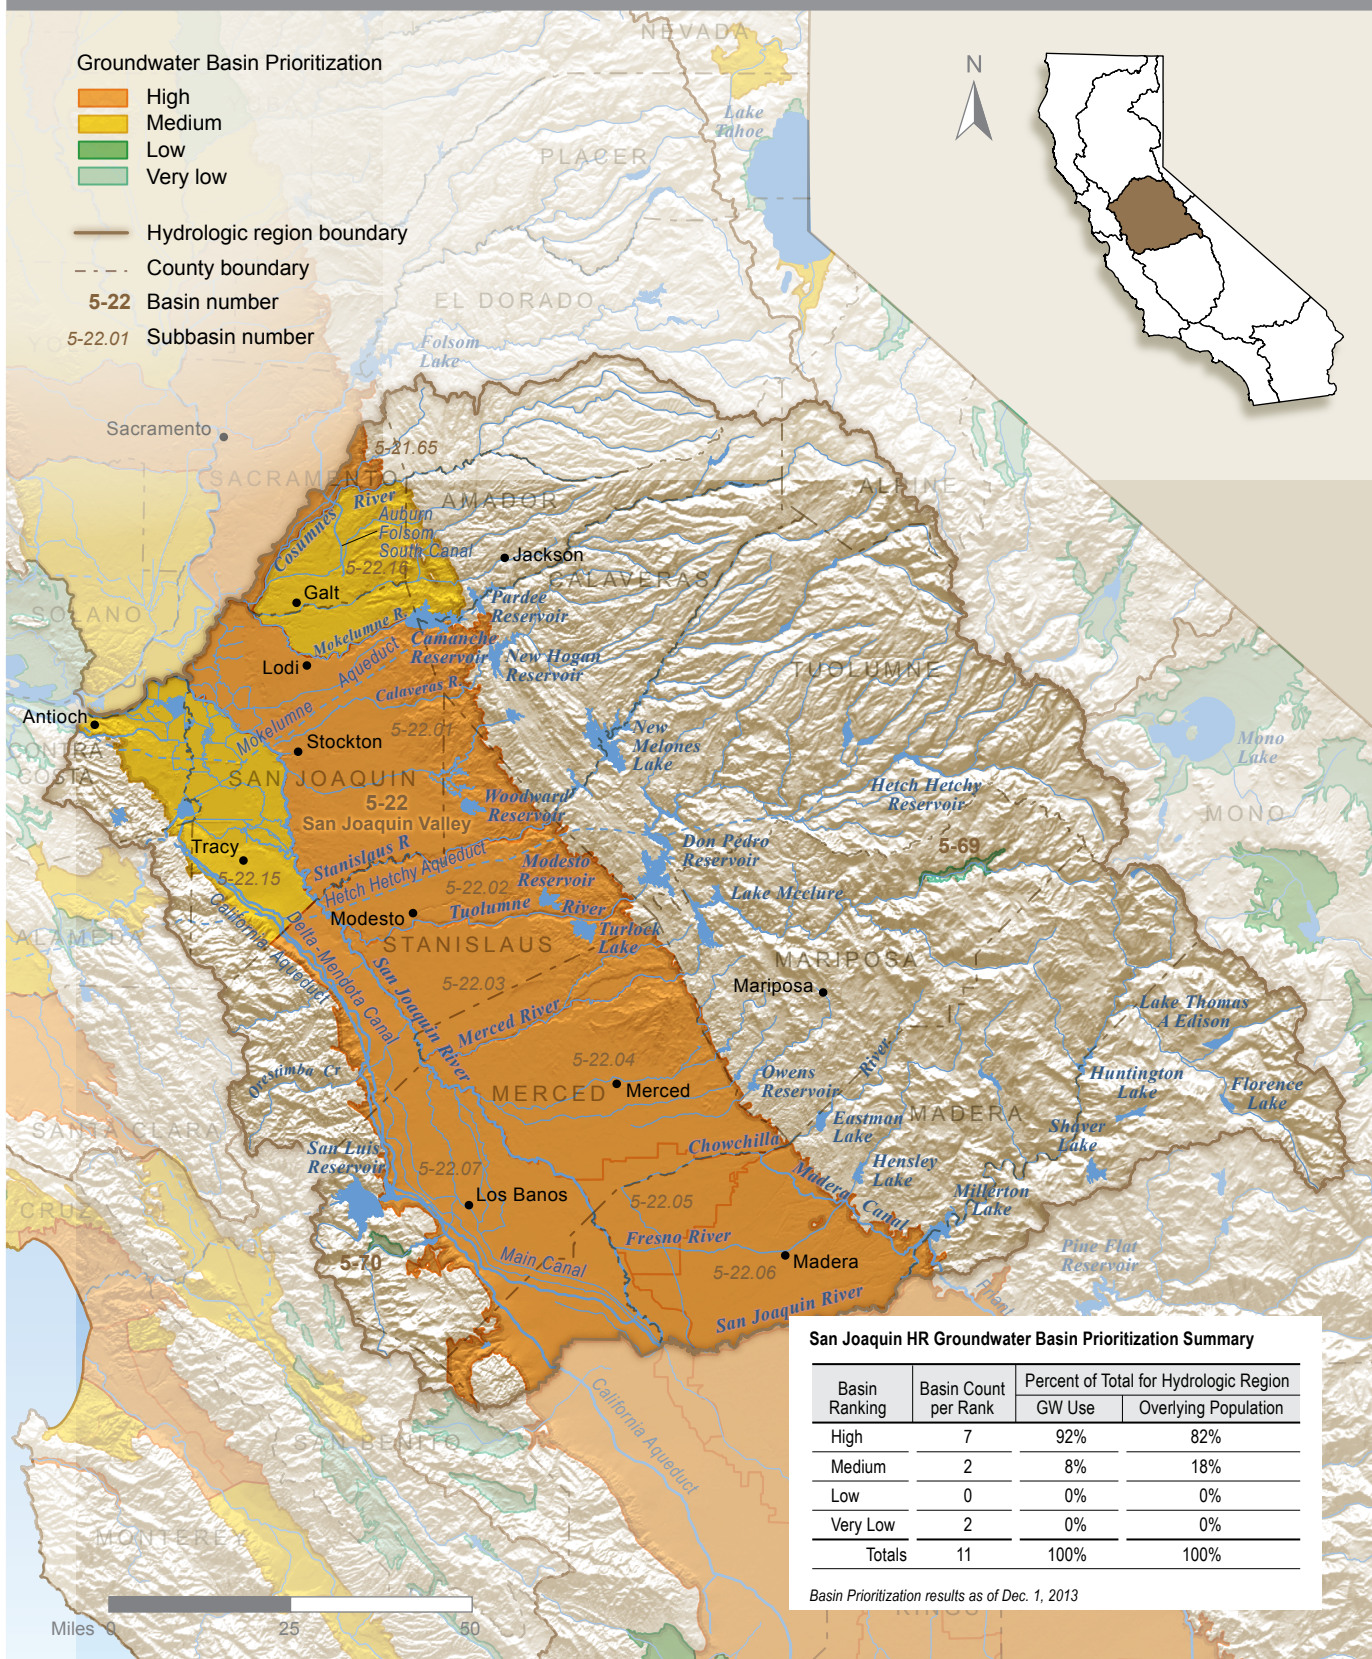 Groundwater Basin Prioritization
High
Medium
Low
Very low
Hydrologic region boundary
County boundary
5-22 Basin number
5-22.01 Subbasin number
N
NEVADA
Lake
Tahoe
PLACER
EL DORADO
Folsom
Lake
Sacramento
SACRAMENTO
5-21.65
AMADOR
ALPINE
Cosumnes River
Auburn
Folsom
South Canal
5-22.16
Jackson
CALAVERAS
Galt
Pardee
Reservoir
SOLANO
Mokelumne R.
Camanche
Reservoir
New Hogan
Reservoir
Lodi
Mokelumne Aqueduct
Calaveras R.
TUOLUMNE
Antioch
5-22.01
New
Melones
Lake
Mono
Lake
CONTRA
COSTA
Stockton
SAN JOAQUIN
5-22
San Joaquin Valley
Woodward
Reservoir
Hetch Hetchy
Reservoir
MONO
Tracy
5-22.15
Stanislaus R
Hetch Hetchy Aqueduct
Modesto
Reservoir
Don Pedro
Reservoir
5-69
5-22.02
Lake Mcclure
Modesto
Tuolumne River
Turlock
Lake
ALAMEDA
California Aqueduct
Delta-Mendota Canal
STANISLAUS
MARIPOSA
5-22.03
Mariposa
San Joaquin River
Merced River
Lake Thomas
A Edison
5-22.04
Orestimba Cr
Owens
Reservoir
River
Huntington
Lake
Florence
Lake
MERCED
Merced
Eastman
Lake
MADERA
SANTA
CRUZ
San Luis
Reservoir
Chowchilla
Shaver
Lake
5-22.07
Hensley
Lake
Madera Canal
Los Banos
5-22.05
Millerton
Lake
Fresno River
5-70
Main Canal
Madera
5-22.06
Pine Flat
Reservoir
San Joaquin River
Friant
California Aqueduct
SAN BENITO
MONTEREY
KINGS
San Joaquin HR Groundwater Basin Prioritization Summary
Basin Ranking Basin Count per Rank Percent of Total for Hydrologic Region
GW Use Overlying Population
High 7 92% 82%
Medium 2 8% 18%
Low 0 0% 0%
Very Low 2 0% 0%
Totals 11 100% 100%
Basin Prioritization results as of Dec. 1, 2013
Miles 0 25 50